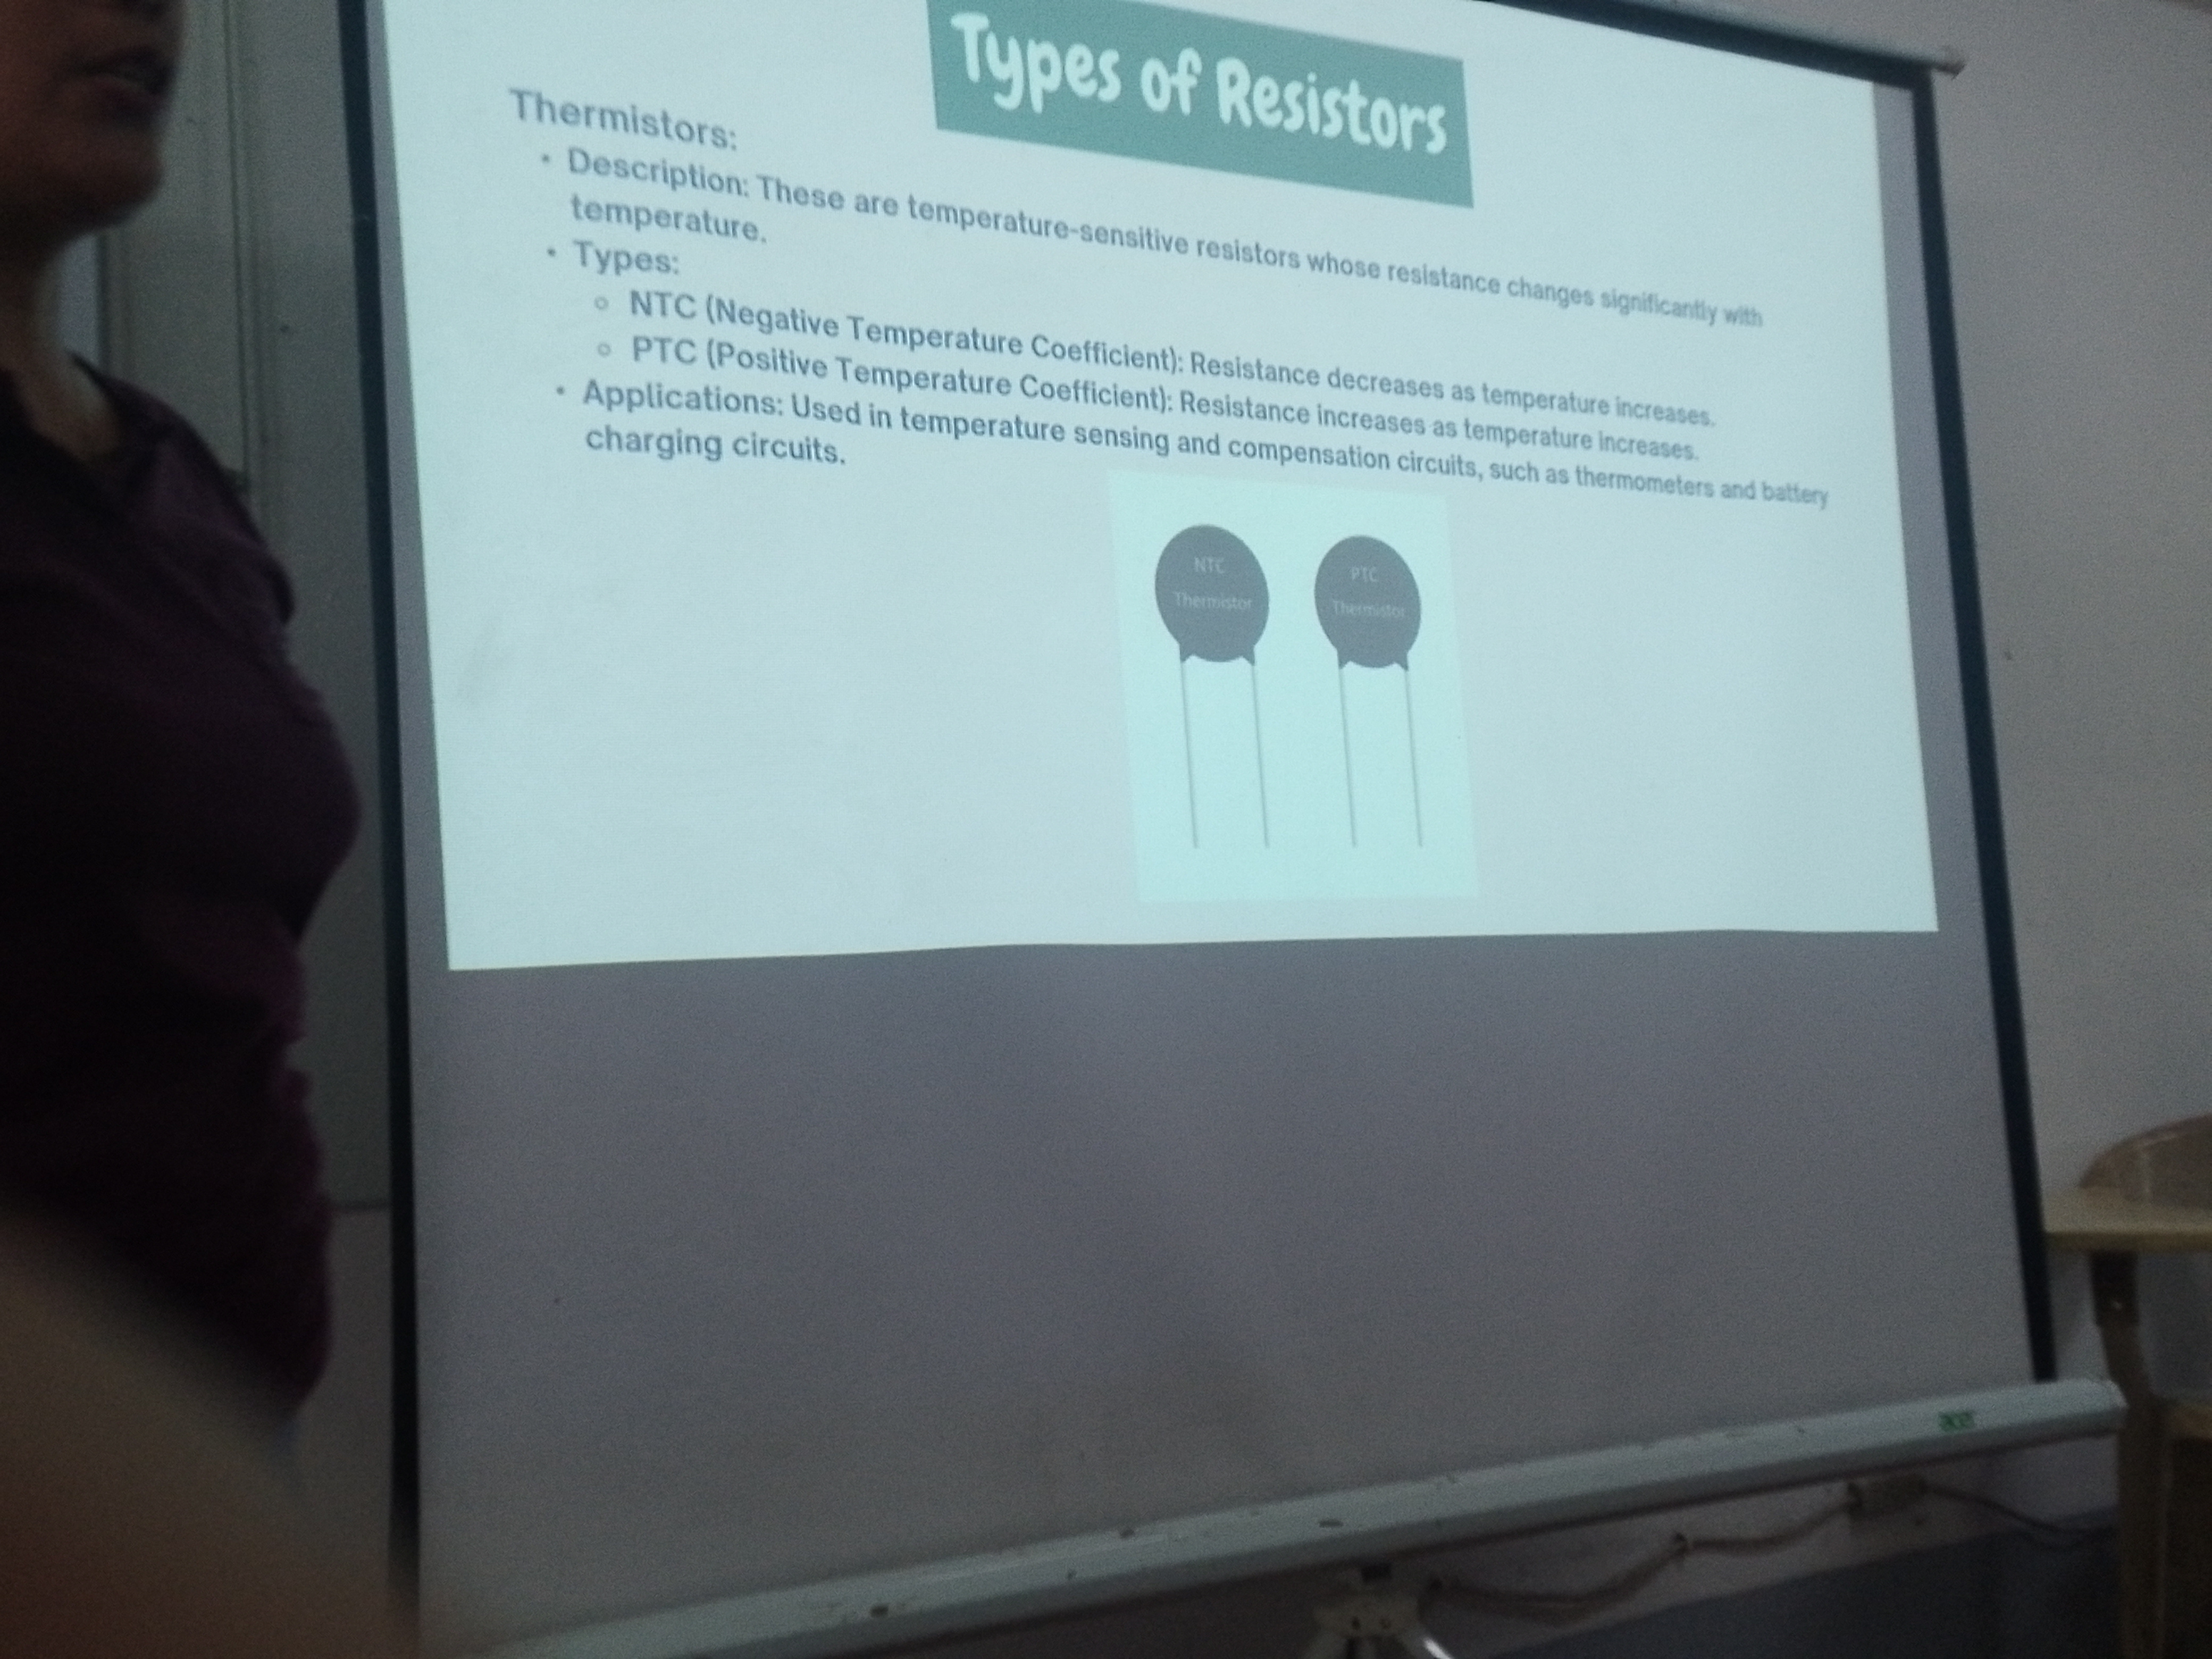 Types of Resistors
Thermistors:
• Description: These are temperature-sensitive resistors whose resistance changes significantly with
temperature.
• Types:
○ NTC (Negative Temperature Coefficient): Resistance decreases as temperature increases.
○ PTC (Positive Temperature Coefficient): Resistance increases as temperature increases.
• Applications: Used in temperature sensing and compensation circuits, such as thermometers and battery
charging circuits.
NTC
Thermistor
PTC
Thermistor
acer